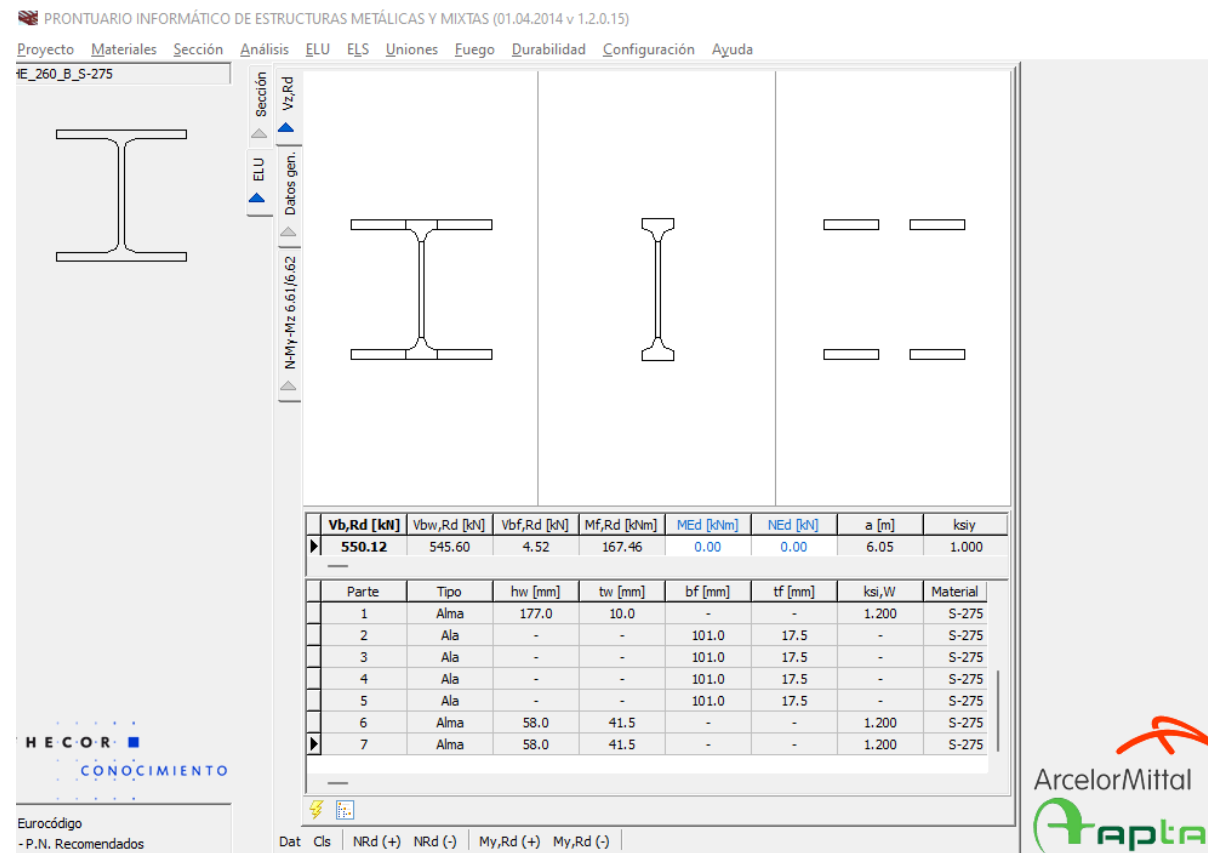 PRONTUARIO INFORMÁTICO DE ESTRUCTURAS METÁLICAS Y MIXTAS (01.04.2014 v 1.2.0.15)
Proyecto Materiales Sección Análisis ELU ELS Uniones Fuego Durabilidad Configuración Ayuda
HE_260_B_S-275
Sección
ELU
Vz,Rd
Datos gen.
N-My-Mz 6.61/6.62
Vb,Rd [kN] Vbw,Rd [kN] Vbf,Rd [kN] Mf,Rd [kNm] MEd [kNm] NEd [kN] a [m] ksiy
550.12 545.60 4.52 167.46 0.00 0.00 6.05 1.000
Parte Tipo hw [mm] tw [mm] bf [mm] tf [mm] ksi,W Material
1 Alma 177.0 10.0 - - 1.200 S-275
2 Ala - - 101.0 17.5 - S-275
3 Ala - - 101.0 17.5 - S-275
4 Ala - - 101.0 17.5 - S-275
5 Ala - - 101.0 17.5 - S-275
6 Alma 58.0 41.5 - - 1.200 S-275
7 Alma 58.0 41.5 - - 1.200 S-275
Dat Cls NRd (+) NRd (-) My,Rd (+) My,Rd (-)
HECOR
CONOCIMIENTO
Eurocódigo
- P.N. Recomendados
ArcelorMittal
apta